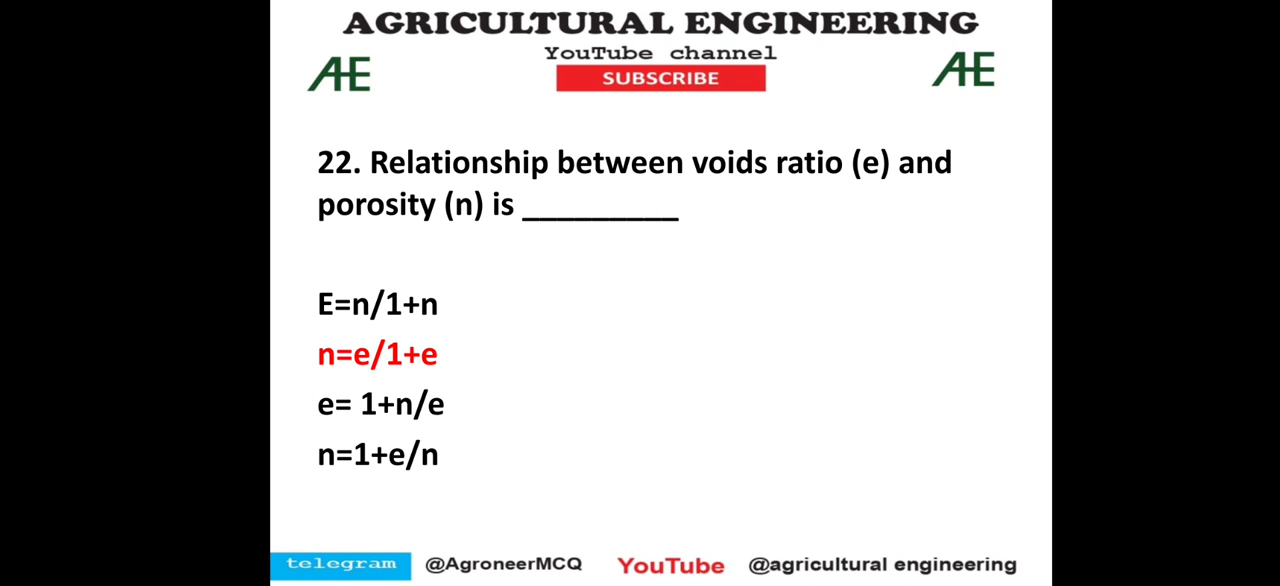 AGRICULTURAL ENGINEERING
YouTube channel
AE SUBSCRIBE AE
22. Relationship between voids ratio (e) and
porosity (n) is _________
E=n/1+n
n=e/1+e
e= 1+n/e
n=1+e/n
telegram @AgroneerMCQ YouTube @agricultural engineering